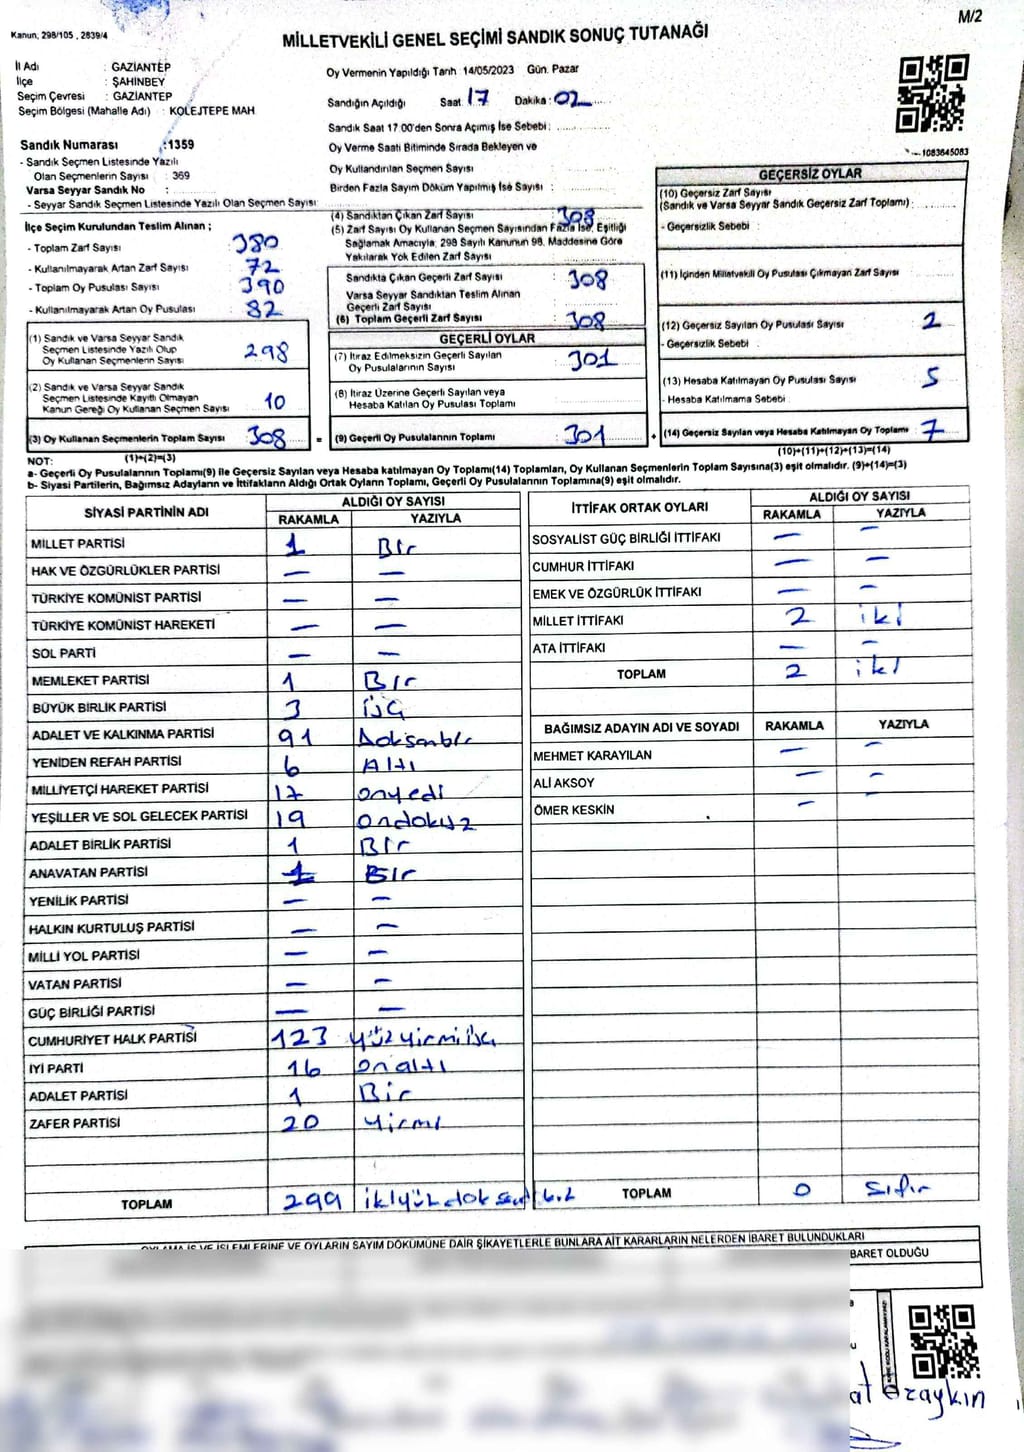 M/2
Kanun, 298/105 , 2839/4
MİLLETVEKİLİ GENEL SEÇİMİ SANDIK SONUÇ TUTANAĞI
İl Adı : GAZİANTEP
İlçe : ŞAHİNBEY
Seçim Çevresi : GAZİANTEP
Seçim Bölgesi (Mahalle Adı) : KOLEJTEPE MAH
Sandık Numarası :1359
- Sandık Seçmen Listesinde Yazılı
Olan Seçmenlerin Sayısı : 369
Varsa Seyyar Sandık No :
- Seyyar Sandık Seçmen Listesinde Yazılı Olan Seçmen Sayısı:
Oy Vermenin Yapıldığı Tarih :14/05/2023 Gün: Pazar
Sandığın Açıldığı Saat: 17 Dakika: 02
Sandık Saat 17.00'den Sonra Açımış İse Sebebi:
Oy Verme Saati Bitiminde Sırada Bekleyen ve
Oy Kullandırılan Seçmen Sayısı :
Birden Fazla Sayım Döküm Yapılmış İse Sayısı :
1083645083
İlçe Seçim Kurulundan Teslim Alınan ;
- Toplam Zarf Sayısı : 380
- Kullanılmayarak Artan Zarf Sayısı : 72
- Toplam Oy Pusulası Sayısı : 390
- Kullanılmayarak Artan Oy Pusulası : 82
(1) Sandık ve Varsa Seyyar Sandık
Seçmen Listesinde Yazılı Olup
Oy Kullanan Seçmenlerin Sayısı : 298
(2) Sandık ve Varsa Seyyar Sandık
Seçmen Listesinde Kayıtlı Olmayan
Kanun Gereği Oy Kullanan Seçmen Sayısı : 10
(3) Oy Kullanan Seçmenlerin Toplam Sayısı : 308
(1)+(2)=(3)
(4) Sandıktan Çıkan Zarf Sayısı : 308
(5) Zarf Sayısı Oy Kullanan Seçmen Sayısından Fazla İse, Eşitliği
Sağlamak Amacıyla, 298 Sayılı Kanunun 98. Maddesine Göre
Yakılarak Yok Edilen Zarf Sayısı :
Sandıkta Çıkan Geçerli Zarf Sayısı : 308
Varsa Seyyar Sandıktan Teslim Alınan
Geçerli Zarf Sayısı :
(6) Toplam Geçerli Zarf Sayısı : 308
GEÇERLİ OYLAR
(7) İtiraz Edilmeksizin Geçerli Sayılan
Oy Pusulalarının Sayısı : 301
(8) İtiraz Üzerine Geçerli Sayılan veya
Hesaba Katılan Oy Pusulası Toplamı :
= (9) Geçerli Oy Pusulalarının Toplamı : 301 +
GEÇERSİZ OYLAR
(10) Geçersiz Zarf Sayısı
(Sandık ve Varsa Seyyar Sandık Geçersiz Zarf Toplamı) :
- Geçersizlik Sebebi :
(11) İçinden Milletvekili Oy Pusulası Çıkmayan Zarf Sayısı :
(12) Geçersiz Sayılan Oy Pusulası Sayısı : 2
- Geçersizlik Sebebi :
(13) Hesaba Katılmayan Oy Pusulası Sayısı : 5
- Hesaba Katılmama Sebebi :
(14) Geçersiz Sayılan veya Hesaba Katılmayan Oy Toplamı : 7
(10)+(11)+(12)+(13)=(14)
NOT:
a- Geçerli Oy Pusulalarının Toplamı(9) ile Geçersiz Sayılan veya Hesaba katılmayan Oy Toplamı(14) Toplamları, Oy Kullanan Seçmenlerin Toplam Sayısına(3) eşit olmalıdır. (9)+(14)=(3)
b- Siyasi Partilerin, Bağımsız Adayların ve İttifakların Aldığı Ortak Oyların Toplamı, Geçerli Oy Pusulalarının Toplamına(9) eşit olmalıdır.
SİYASİ PARTİNİN ADI ALDIĞI OY SAYISI
RAKAMLA YAZIYLA
MİLLET PARTİSİ 1 Bir
HAK VE ÖZGÜRLÜKLER PARTİSİ — —
TÜRKİYE KOMÜNİST PARTİSİ — —
TÜRKİYE KOMÜNİST HAREKETİ — —
SOL PARTİ — —
MEMLEKET PARTİSİ 1 Bir
BÜYÜK BİRLİK PARTİSİ 3 üç
ADALET VE KALKINMA PARTİSİ 91 Doksanbir
YENİDEN REFAH PARTİSİ 6 Altı
MİLLİYETÇİ HAREKET PARTİSİ 17 onyedi
YEŞİLLER VE SOL GELECEK PARTİSİ 19 ondokuz
ADALET BİRLİK PARTİSİ 1 Bir
ANAVATAN PARTİSİ 1 Bir
YENİLİK PARTİSİ — —
HALKIN KURTULUŞ PARTİSİ — —
MİLLİ YOL PARTİSİ — —
VATAN PARTİSİ — —
GÜÇ BİRLİĞİ PARTİSİ — —
CUMHURİYET HALK PARTİSİ 123 yüzyirmiüç
İYİ PARTİ 16 onaltı
ADALET PARTİSİ 1 Bir
ZAFER PARTİSİ 20 yirmi
TOPLAM 299
İTTİFAK ORTAK OYLARI ALDIĞI OY SAYISI
RAKAMLA YAZIYLA
SOSYALİST GÜÇ BİRLİĞİ İTTİFAKI — —
CUMHUR İTTİFAKI — —
EMEK VE ÖZGÜRLÜK İTTİFAKI — —
MİLLET İTTİFAKI 2 iki
ATA İTTİFAKI — —
TOPLAM 2 iki
BAĞIMSIZ ADAYIN ADI VE SOYADI RAKAMLA YAZIYLA
MEHMET KARAYILAN — —
ALİ AKSOY — —
ÖMER KESKİN —
TOPLAM 0 sıfır
OYLAMA İŞ VE İŞLEMLERİNE VE OYLARIN SAYIM DÖKÜMÜNE DAİR ŞİKAYETLERLE BUNLARA AİT KARARLARIN NELERDEN İBARET BULUNDUKLARI
BARET OLDUĞU